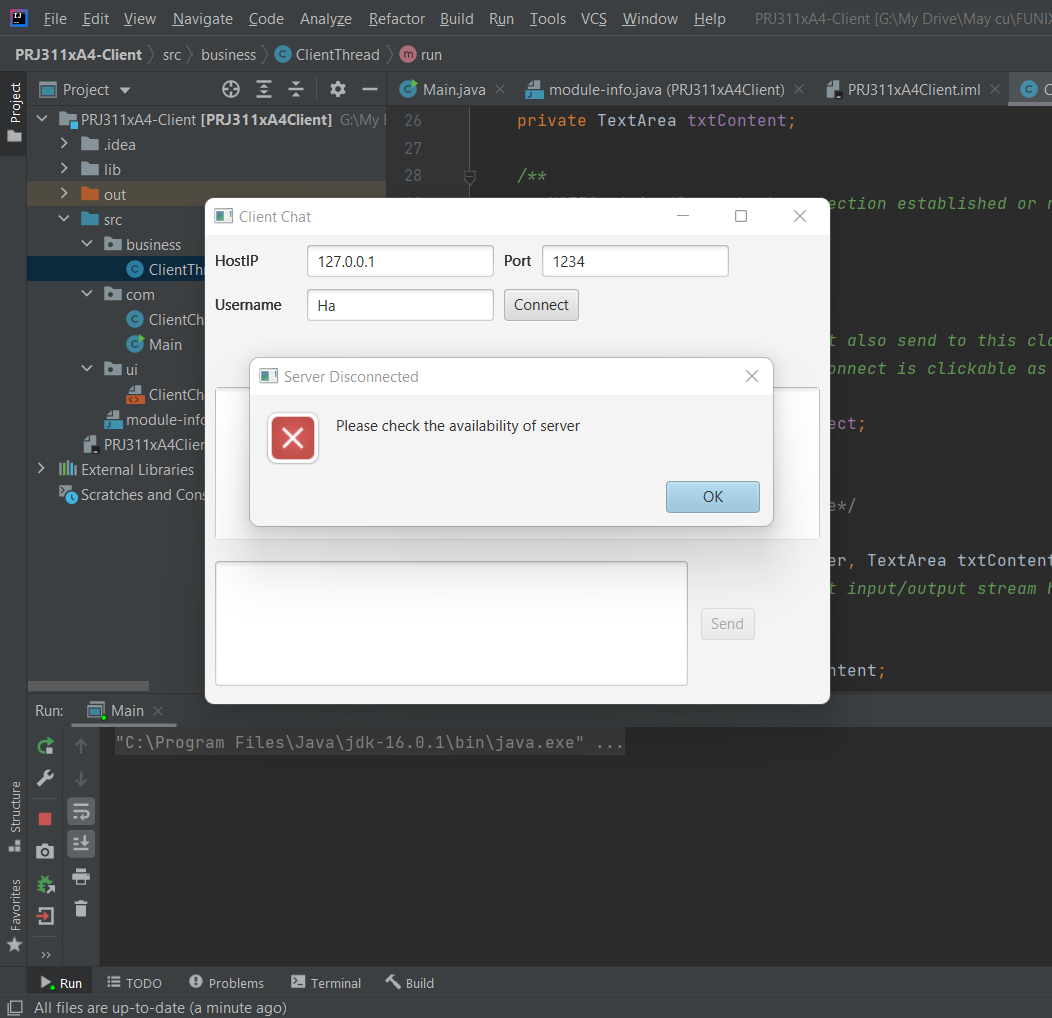 File Edit View Navigate Code Analyze Refactor Build Run Tools VCS Window Help PRJ311xA4-Client [G:\My Drive\May cu\FUNIX
PRJ311xA4-Client src business ClientThread run
Project
Project
Main.java
module-info.java (PRJ311xA4Client)
PRJ311xA4Client.iml
PRJ311xA4-Client [PRJ311xA4Client] G:\My
.idea
lib
out
src
business
ClientThr
com
ClientCh
Main
ui
ClientCh
module-info
PRJ311xA4Clien
External Libraries
Scratches and Cons
26 private TextArea txtContent;
27
28 /**
ection established or
t also send to this cl
onnect is clickable as
ect;
e*/
er, TextArea txtContent
t input/output stream
ntent;
Client Chat
HostIP 127.0.0.1 Port 1234
Username Ha Connect
Server Disconnected
Please check the availability of server
OK
Send
Run: Main
"C:\Program Files\Java\jdk-16.0.1\bin\java.exe" ...
Structure
Favorites
Run TODO Problems Terminal Build
All files are up-to-date (a minute ago)